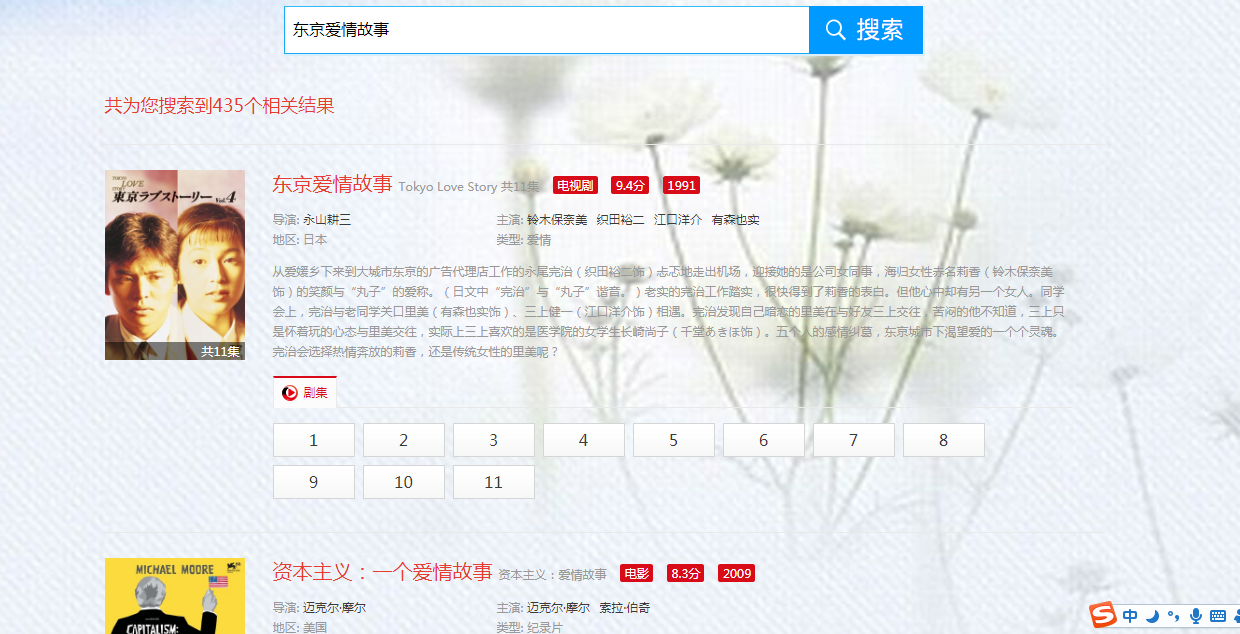 东京爱情故事
搜索
共为您搜索到435个相关结果
TOKYO
LOVE
STORY
東京ラブストーリー Vol.4
共11集
东京爱情故事 Tokyo Love Story 共11集 电视剧 9.4分 1991
导演: 永山耕三 主演: 铃木保奈美 织田裕二 江口洋介 有森也实
地区: 日本 类型: 爱情
从爱媛乡下来到大城市东京的广告代理店工作的永尾完治（织田裕二饰）忐忑地走出机场，迎接她的是公司女同事，海归女性赤名莉香（铃木保奈美
饰）的笑颜与“丸子”的爱称。（日文中“完治”与“丸子”谐音。）老实的完治工作踏实，很快得到了莉香的表白。但他心中却有另一个女人。同学
会上，完治与老同学关口里美（有森也实饰）、三上健一（江口洋介饰）相遇。完治发现自己暗恋的里美在与好友三上交往，苦闷的他不知道，三上只
是怀着玩的心态与里美交往，实际上三上喜欢的是医学院的女学生长崎尚子（千堂あきほ饰）。五个人的感情纠葛，东京城市下渴望爱的一个个灵魂。
完治会选择热情奔放的莉香，还是传统女性的里美呢？
剧集
1 2 3 4 5 6 7 8
9 10 11
MICHAEL MOORE
CAPITALISM:
资本主义：一个爱情故事 资本主义：爱情故事 电影 8.3分 2009
导演: 迈克尔·摩尔 主演: 迈克尔·摩尔 索拉·伯奇
地区: 美国 类型: 纪录片
S 中